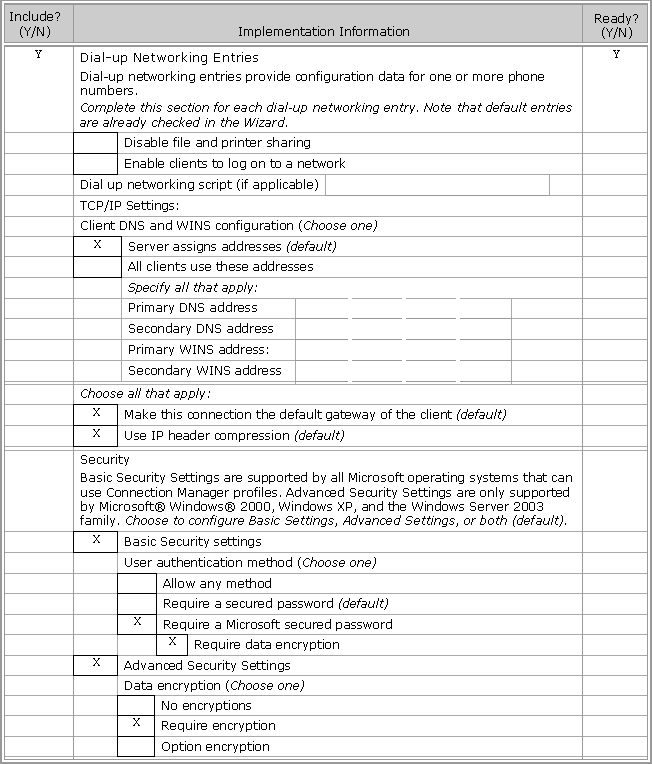 Include? (Y/N)
Implementation Information
Ready? (Y/N)
Y
Dial-up Networking Entries
Y
Dial-up networking entries provide configuration data for one or more phone
numbers.
Complete this section for each dial-up networking entry. Note that default entries
are already checked in the Wizard.
Disable file and printer sharing
Enable clients to log on to a network
Dial up networking script (if applicable)
TCP/IP Settings:
Client DNS and WINS configuration (Choose one)
X Server assigns addresses (default)
All clients use these addresses
Specify all that apply:
Primary DNS address
Secondary DNS address
Primary WINS address:
Secondary WINS address
Choose all that apply:
X Make this connection the default gateway of the client (default)
X Use IP header compression (default)
Security
Basic Security Settings are supported by all Microsoft operating systems that can
use Connection Manager profiles. Advanced Security Settings are only supported
by Microsoft® Windows® 2000, Windows XP, and the Windows Server 2003
family. Choose to configure Basic Settings, Advanced Settings, or both (default).
X Basic Security settings
User authentication method (Choose one)
Allow any method
Require a secured password (default)
X Require a Microsoft secured password
X Require data encryption
X Advanced Security Settings
Data encryption (Choose one)
No encryptions
X Require encryption
Option encryption